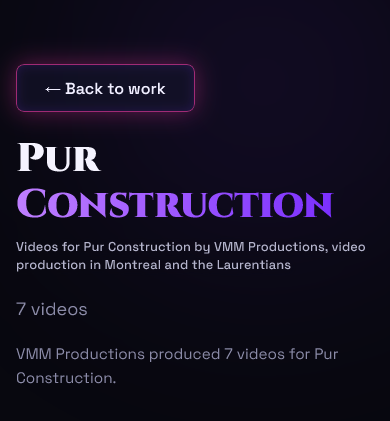 ← Back to work
Pur
Construction
Videos for Pur Construction by VMM Productions, video
production in Montreal and the Laurentians
7 videos
VMM Productions produced 7 videos for Pur
Construction.